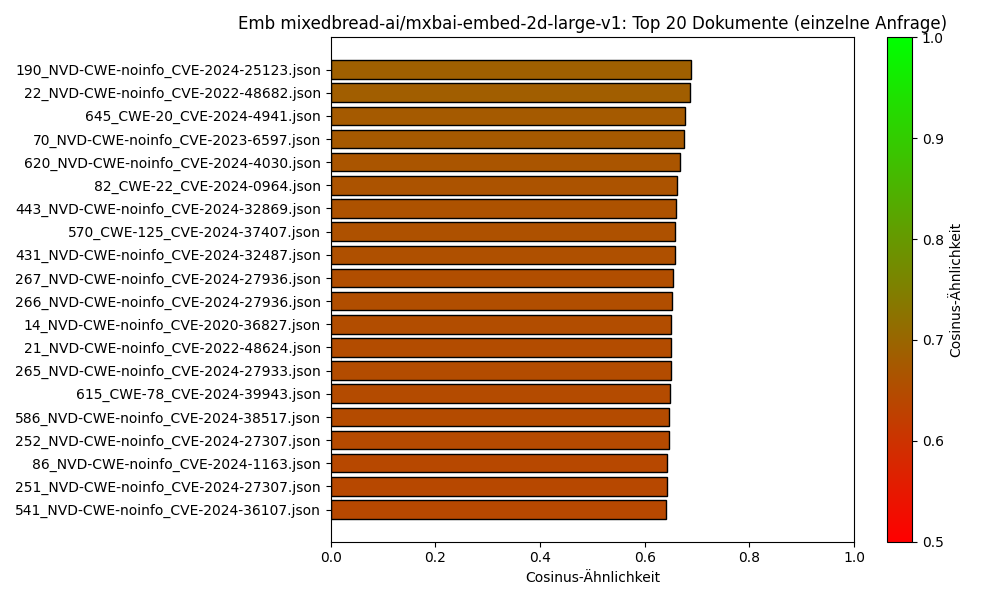 Emb mixedbread-ai/mxbai-embed-2d-large-v1: Top 20 Dokumente (einzelne Anfrage)
190_NVD-CWE-noinfo_CVE-2024-25123.json
22_NVD-CWE-noinfo_CVE-2022-48682.json
645_CWE-20_CVE-2024-4941.json
70_NVD-CWE-noinfo_CVE-2023-6597.json
620_NVD-CWE-noinfo_CVE-2024-4030.json
82_CWE-22_CVE-2024-0964.json
443_NVD-CWE-noinfo_CVE-2024-32869.json
570_CWE-125_CVE-2024-37407.json
431_NVD-CWE-noinfo_CVE-2024-32487.json
267_NVD-CWE-noinfo_CVE-2024-27936.json
266_NVD-CWE-noinfo_CVE-2024-27936.json
14_NVD-CWE-noinfo_CVE-2020-36827.json
21_NVD-CWE-noinfo_CVE-2022-48624.json
265_NVD-CWE-noinfo_CVE-2024-27933.json
615_CWE-78_CVE-2024-39943.json
586_NVD-CWE-noinfo_CVE-2024-38517.json
252_NVD-CWE-noinfo_CVE-2024-27307.json
86_NVD-CWE-noinfo_CVE-2024-1163.json
251_NVD-CWE-noinfo_CVE-2024-27307.json
541_NVD-CWE-noinfo_CVE-2024-36107.json
0.0 0.2 0.4 0.6 0.8 1.0
Cosinus-Ähnlichkeit
1.0
0.9
0.8
0.7
0.6
0.5
Cosinus-Ähnlichkeit